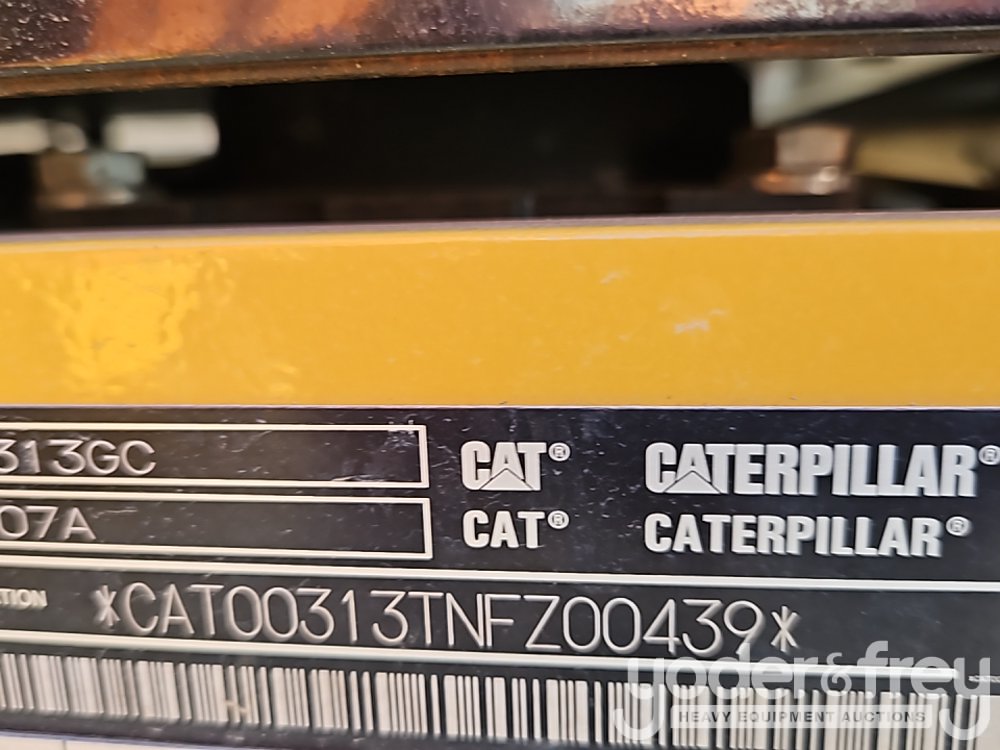 313GC
CAT® CATERPILLAR®
07A
CAT® CATERPILLAR®
*CAT00313TNFZ00439*
yoder&frey
HEAVY EQUIPMENT AUCTIONS